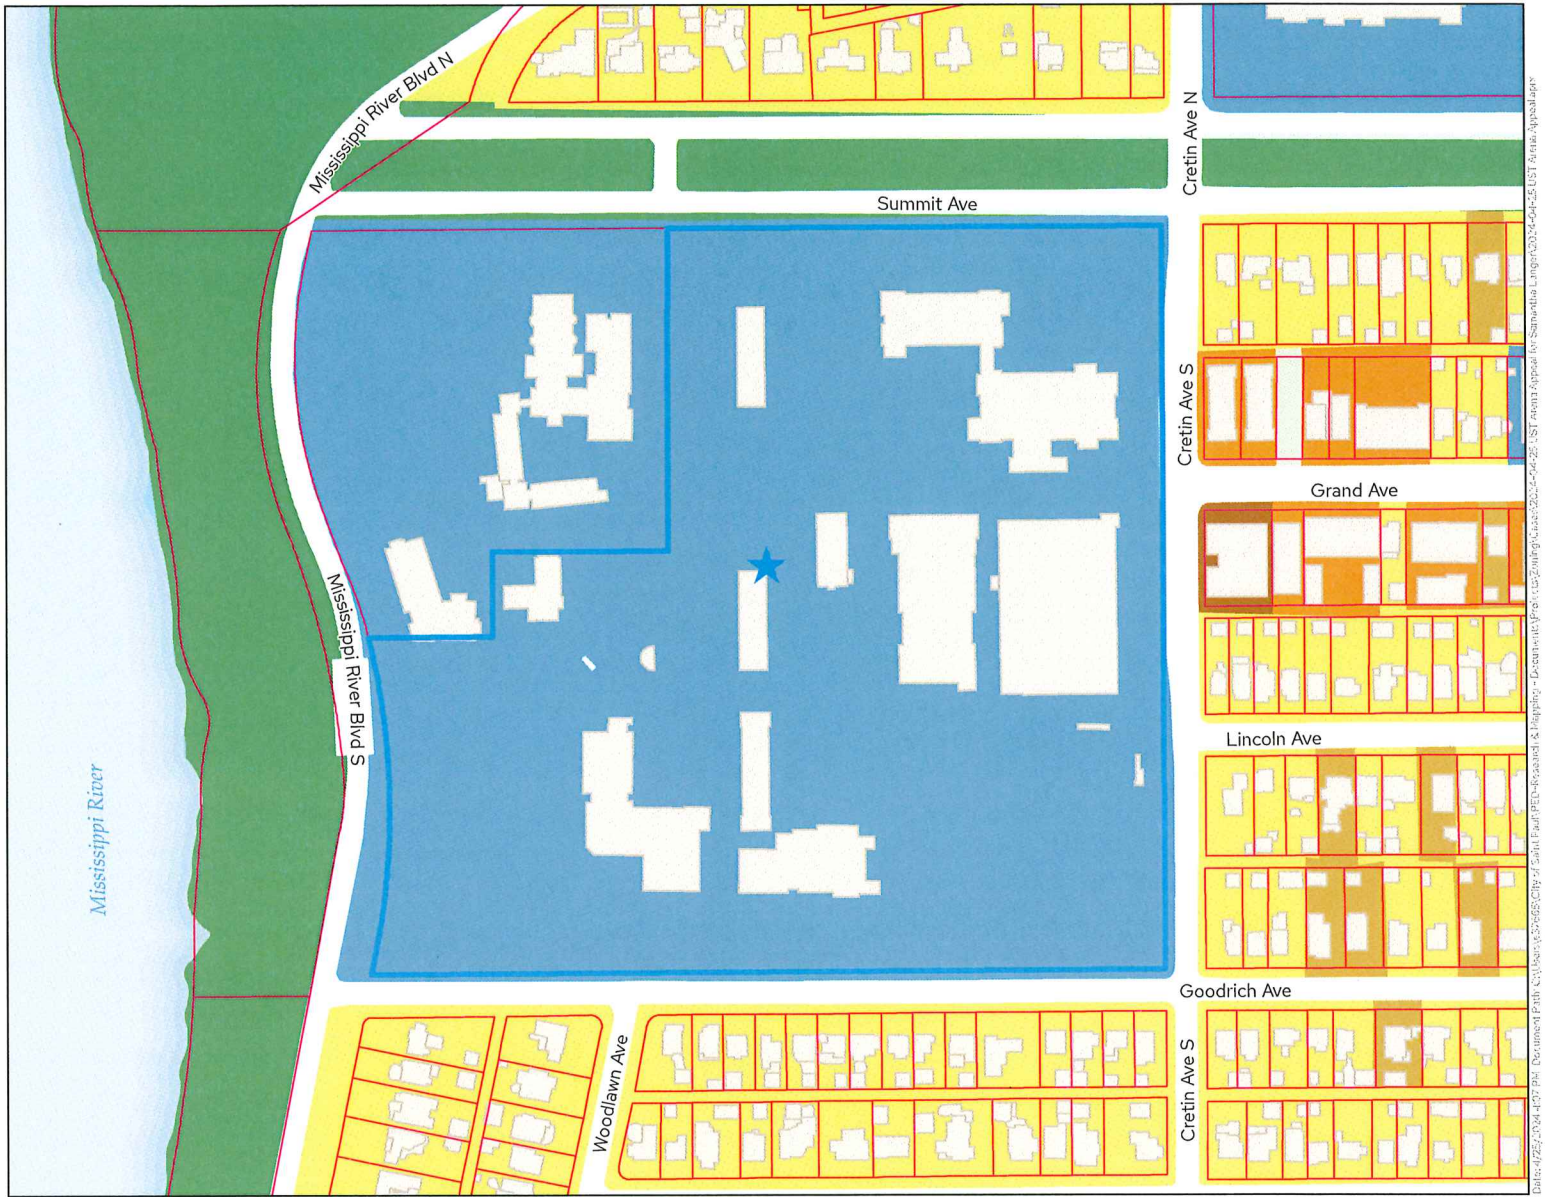 Mississippi River Blvd N
Cretin Ave N
Summit Ave
Cretin Ave S
Grand Ave
Mississippi River Blvd S
Lincoln Ave
Mississippi River
Goodrich Ave
Woodlawn Ave
Cretin Ave S